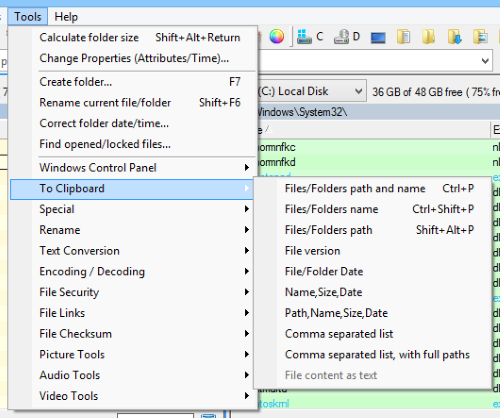 Tools Help
Calculate folder size Shift+Alt+Return
Change Properties (Attributes/Time)...
C D
Create folder... F7
(C:) Local Disk 36 GB of 48 GB free ( 75% fr
Rename current file/folder Shift+F6
Windows\System32\
Correct folder date/time...
Find opened/locked files...
Windows Control Panel
To Clipboard
Special
Rename
Text Conversion
Encoding / Decoding
File Security
File Links
File Checksum
Picture Tools
Audio Tools
Video Tools
Files/Folders path and name Ctrl+P
Files/Folders name Ctrl+Shift+P
Files/Folders path Shift+Alt+P
File version
File/Folder Date
Name,Size,Date
Path,Name,Size,Date
Comma separated list
Comma separated list, with full paths
File content as text